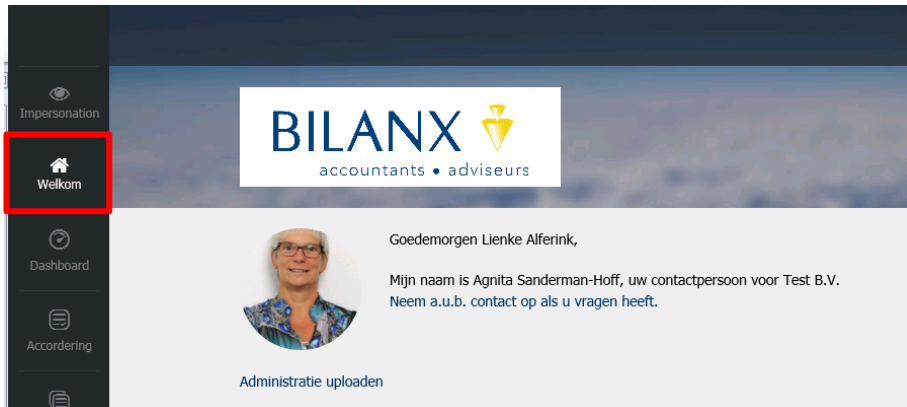 Impersonation
Welkom
Dashboard
Accordering
BILANX
accountants • adviseurs
Goedemorgen Lienke Alferink,
Mijn naam is Agnita Sanderman-Hoff, uw contactpersoon voor Test B.V.
Neem a.u.b. contact op als u vragen heeft.
Administratie uploaden